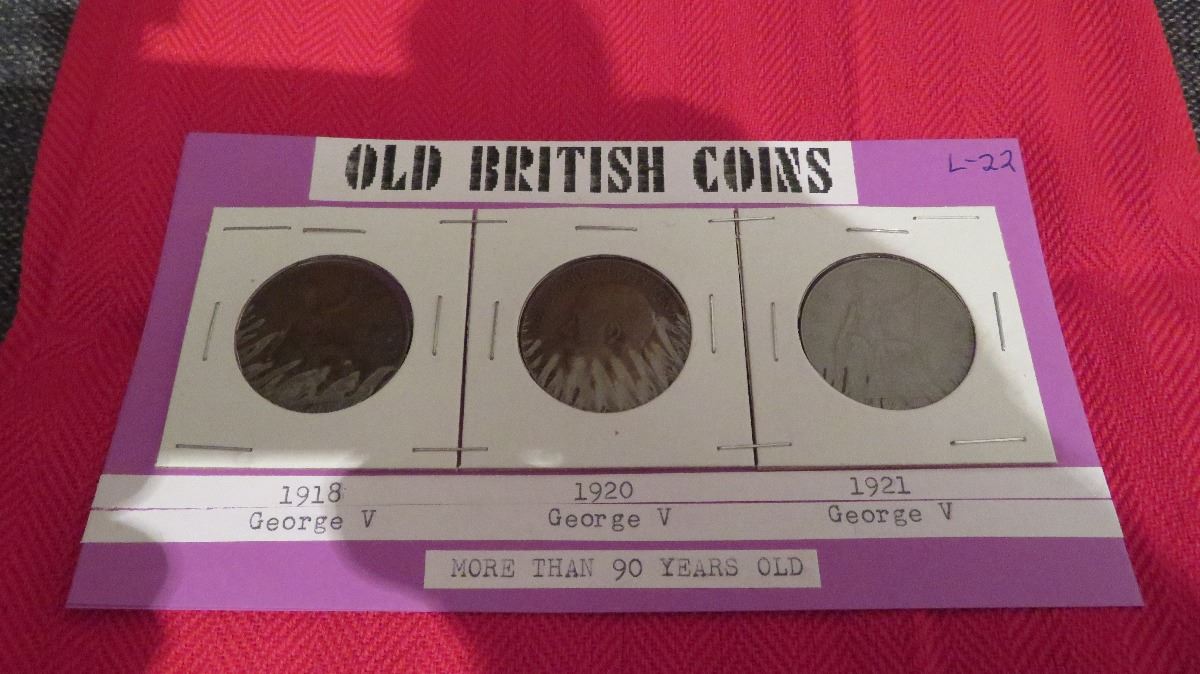 OLD BRITISH COINS
L-22
1918
George V
1920
George V
1921
George V
MORE THAN 90 YEARS OLD